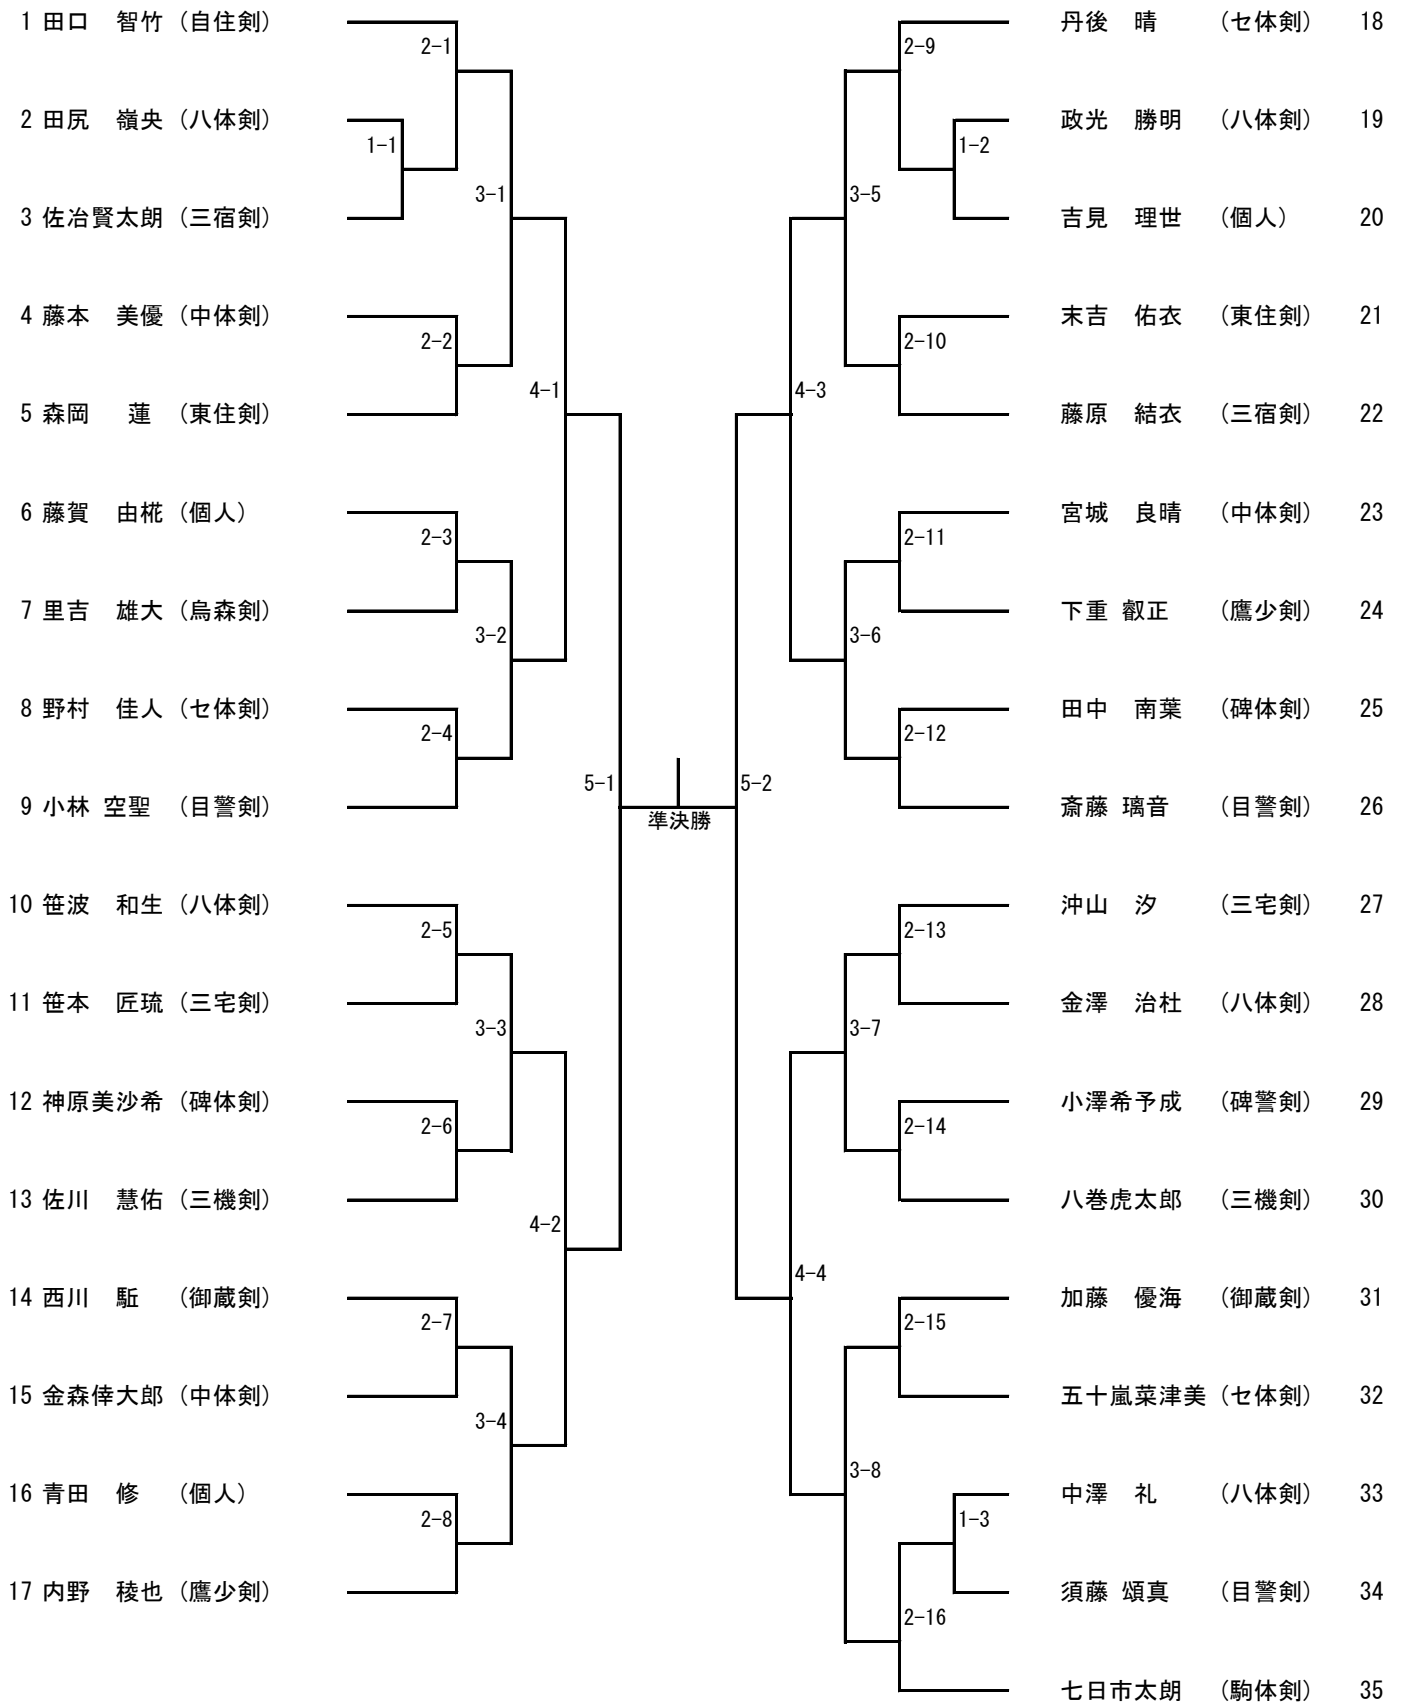 1 田口　智竹（自住剣）
2-1
2 田尻　嶺央（八体剣）
1-1
3-1
3 佐冶賢太朗（三宿剣）
4 藤本　美優（中体剣）
2-2
4-1
5 森岡　蓮　（東住剣）
6 藤賀　由椛（個人）
2-3
7 里吉　雄大（烏森剣）
3-2
8 野村　佳人（セ体剣）
2-4
5-1
9 小林 空聖　（目警剣）
10 笹波　和生（八体剣）
2-5
11 笹本　匠琉（三宅剣）
3-3
12 神原美沙希（碑体剣）
2-6
13 佐川　慧佑（三機剣）
4-2
14 西川　駈　（御蔵剣）
2-7
15 金森倖大郎（中体剣）
3-4
16 青田　修　（個人）
2-8
17 内野　稜也（鷹少剣）
準決勝
丹後　晴　（セ体剣） 18
2-9
政光　勝明　（八体剣） 19
1-2
3-5
吉見　理世　（個人） 20
末吉　佑衣　（東住剣） 21
2-10
4-3
藤原　結衣　（三宿剣） 22
宮城　良晴　（中体剣） 23
2-11
下重 叡正　（鷹少剣） 24
3-6
田中　南葉　（碑体剣） 25
2-12
5-2
斎藤 璃音　（目警剣） 26
沖山　汐　（三宅剣） 27
2-13
金澤　治杜　（八体剣） 28
3-7
小澤希予成　（碑警剣） 29
2-14
八巻虎太郎　（三機剣） 30
4-4
加藤　優海　（御蔵剣） 31
2-15
五十嵐菜津美（セ体剣） 32
3-8
中澤　礼　（八体剣） 33
1-3
須藤 頌真　（目警剣） 34
2-16
七日市太朗　（駒体剣） 35